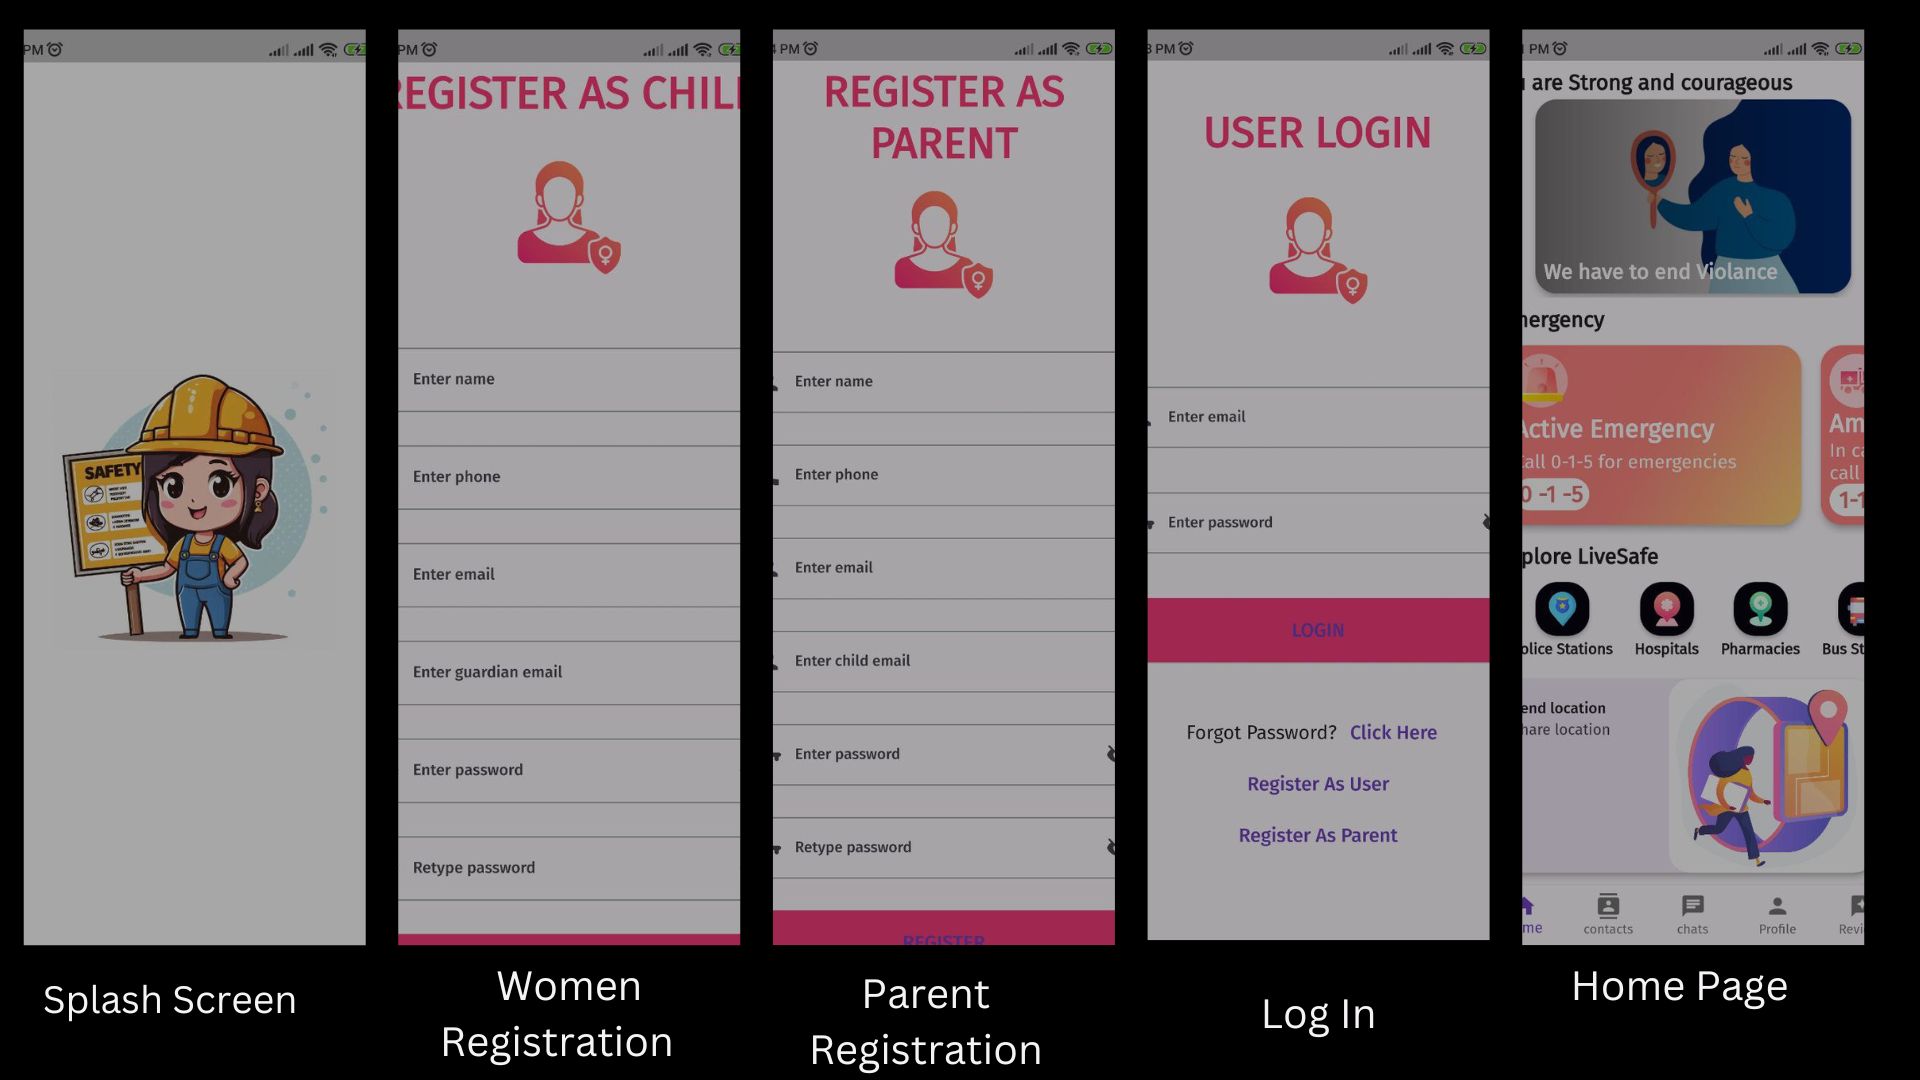 PM
SAFETY
Splash Screen
PM
REGISTER AS CHIL
Enter name
Enter phone
Enter email
Enter guardian email
Enter password
Retype password
Women
Registration
4 PM
REGISTER AS
PARENT
Enter name
Enter phone
Enter email
Enter child email
Enter password
Retype password
REGISTER
Parent
Registration
3 PM
USER LOGIN
Enter email
Enter password
LOGIN
Forgot Password? Click Here
Register As User
Register As Parent
Log In
PM
are Strong and courageous
We have to end Violance
nergency
Active Emergency
Call 0-1-5 for emergencies
0 -1 -5
Am
In ca
call
1-1
plore LiveSafe
olice Stations
Hospitals
Pharmacies
Bus St
end location
hare location
me
contacts
chats
Profile
Revi
Home Page